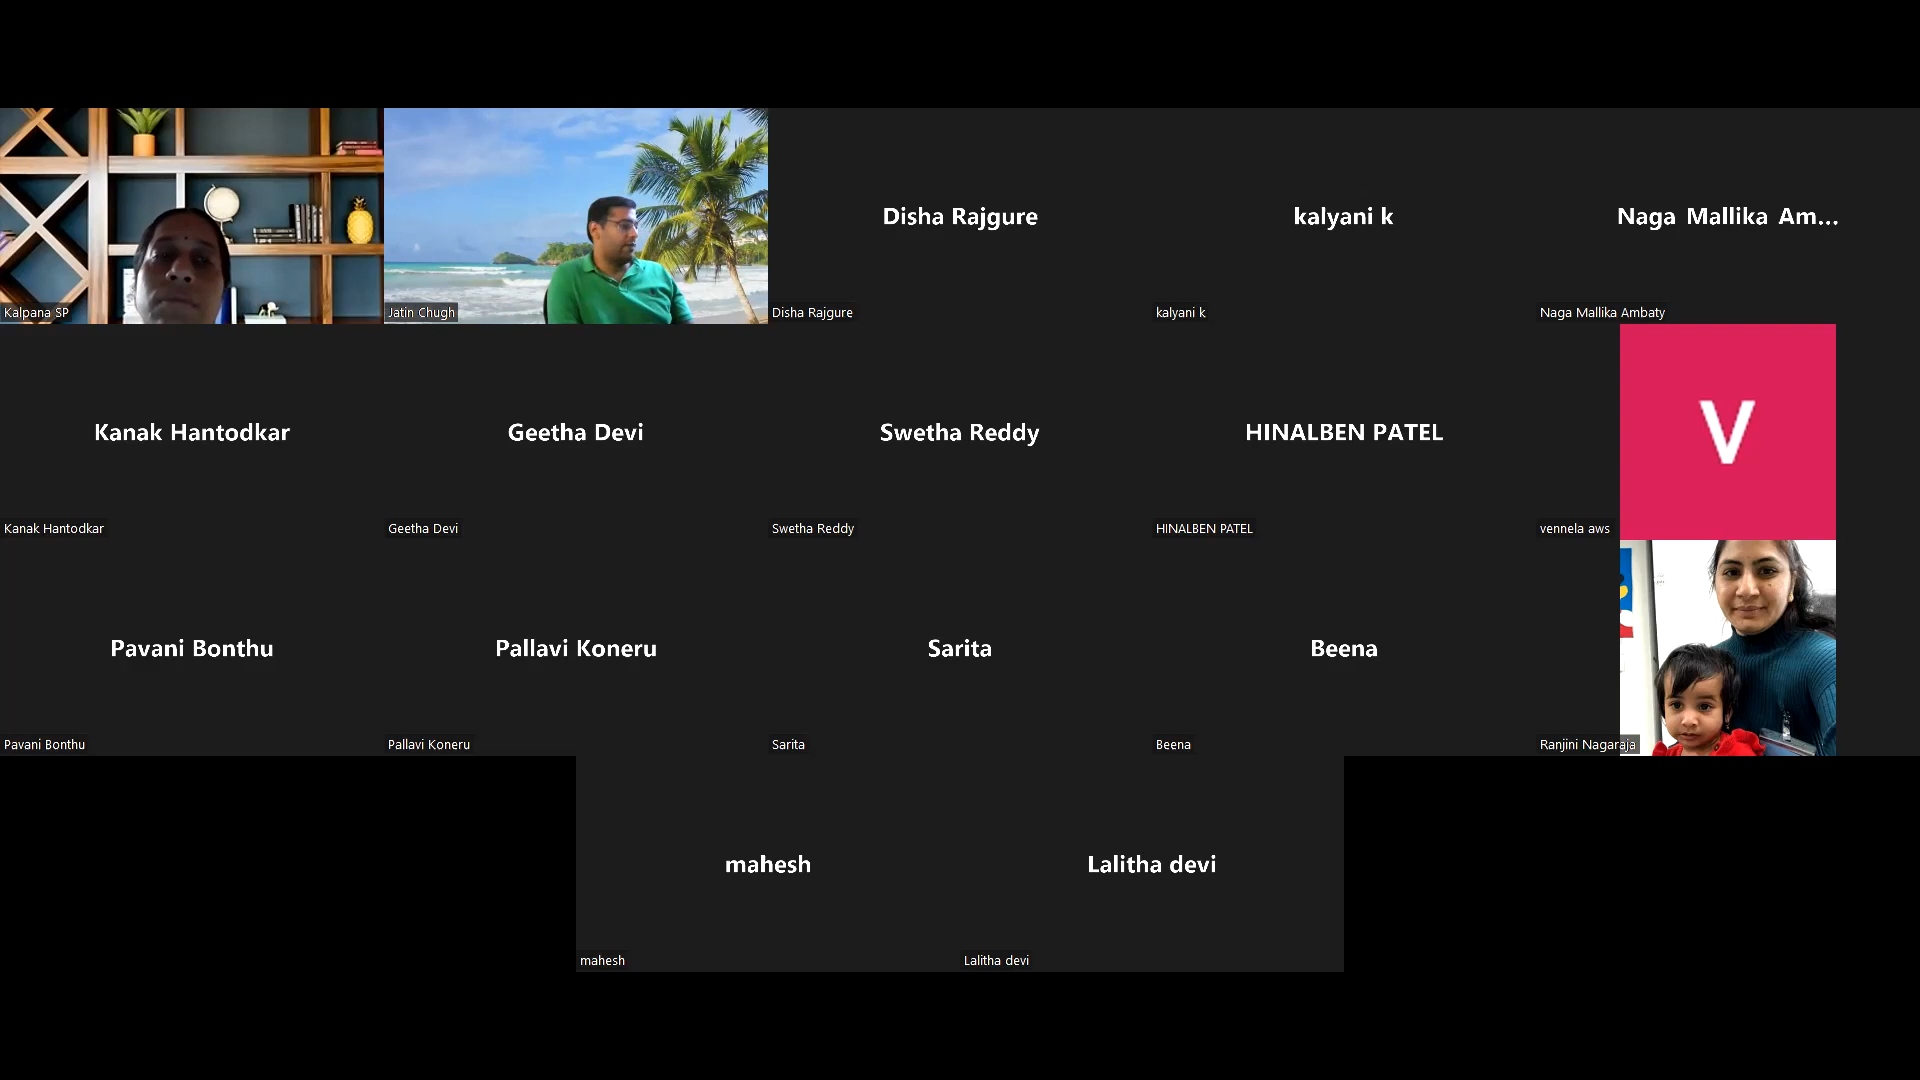 Kalpana SP
Jatin Chugh
Disha Rajgure
Disha Rajgure
kalyani k
kalyani k
Naga Mallika Am...
Naga Mallika Ambaty
Kanak Hantodkar
Kanak Hantodkar
Geetha Devi
Geetha Devi
Swetha Reddy
Swetha Reddy
HINALBEN PATEL
HINALBEN PATEL
V
vennela aws
Pavani Bonthu
Pavani Bonthu
Pallavi Koneru
Pallavi Koneru
Sarita
Sarita
Beena
Beena
Ranjini Nagaraja
mahesh
mahesh
Lalitha devi
Lalitha devi